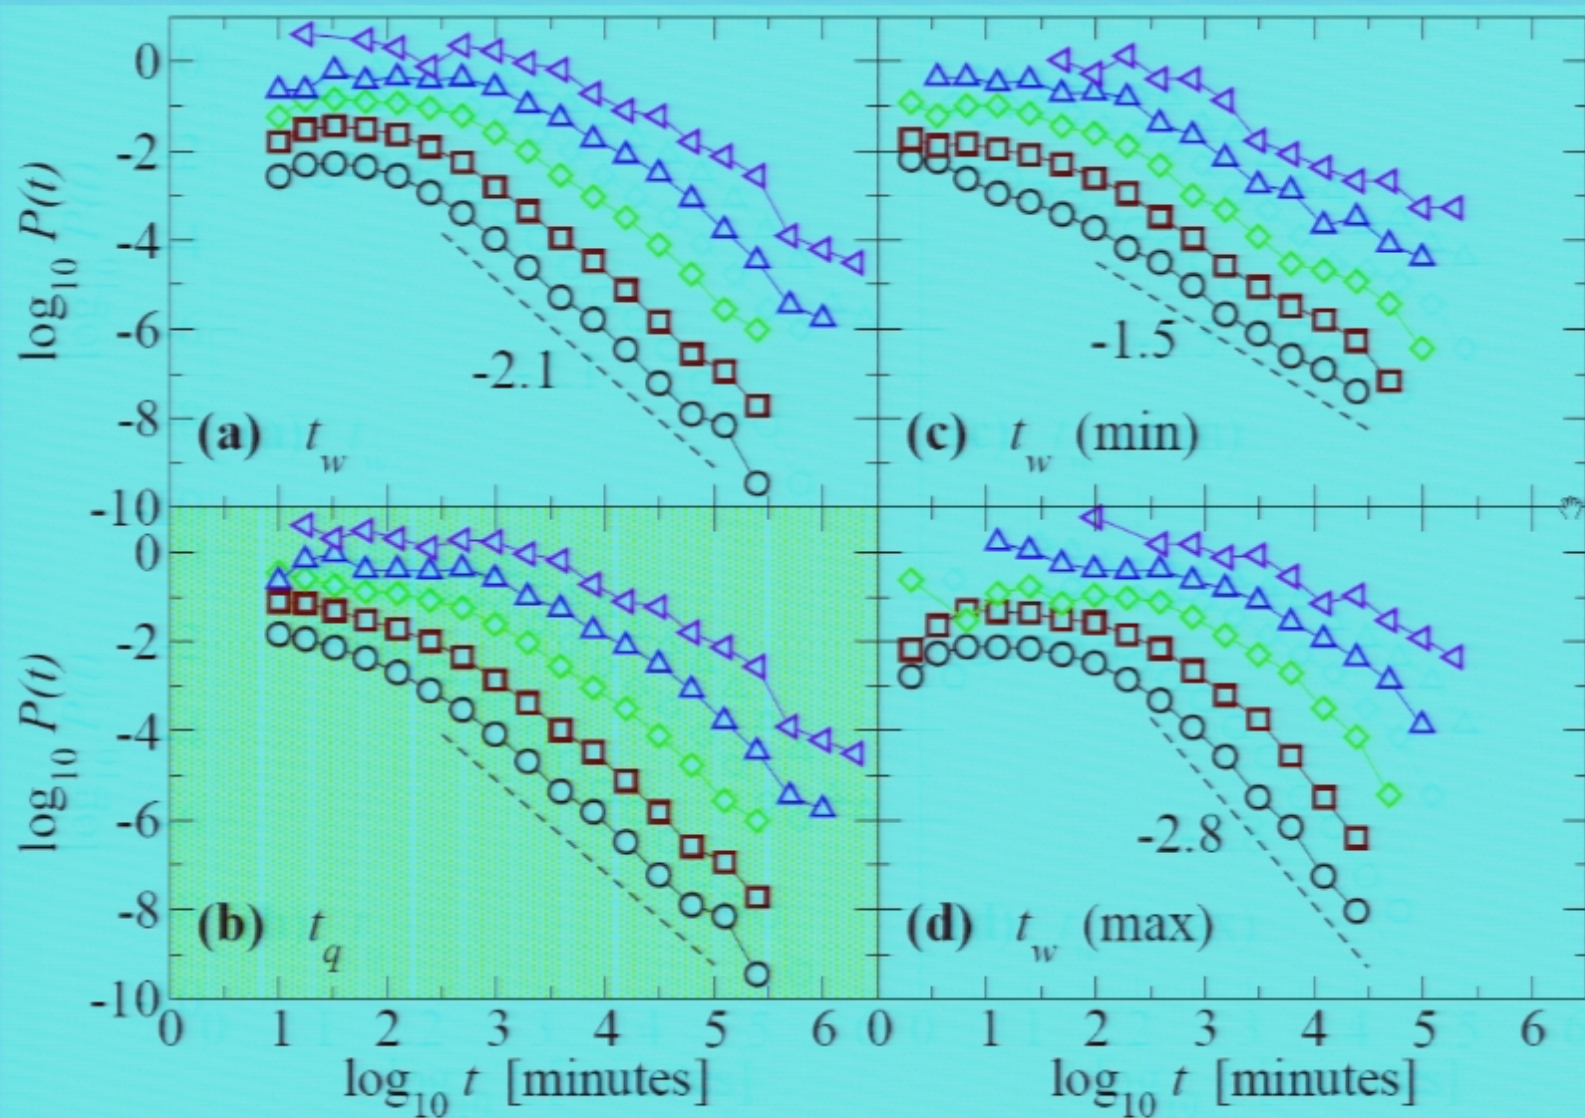 0
-2
-4
-6
-8
-10
log10 P(t)
-2.1
(a) tw
-1.5
(c) tw (min)
0
-2
-4
-6
-8
-10
log10 P(t)
(b) tq
-2.8
(d) tw (max)
0 1 2 3 4 5 6 0 1 2 3 4 5 6
log10 t [minutes] log10 t [minutes]